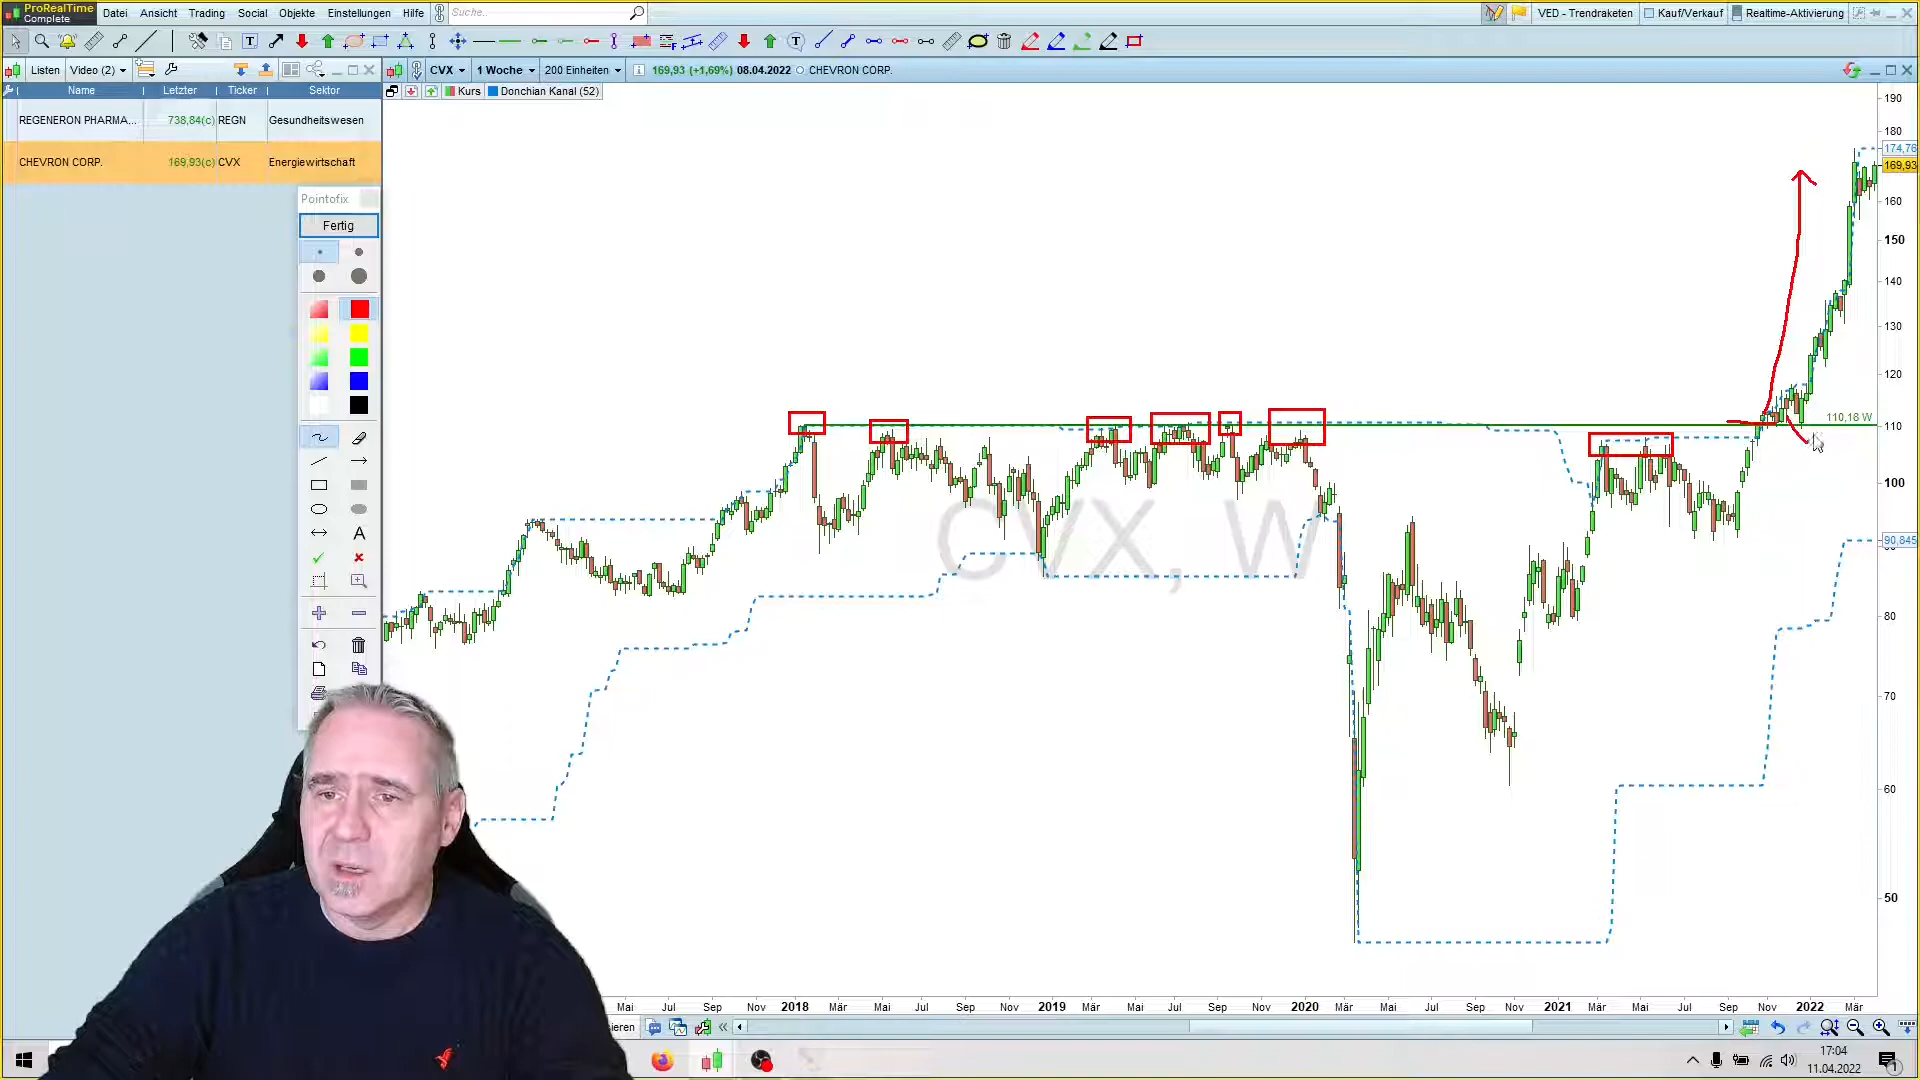 ProRealTime
Complete
Datei Ansicht Trading Social Objekte Einstellungen Hilfe
Suche..
VED - Trendraketen Kauf/Verkauf Realtime-Aktivierung
Listen Video (2)
CVX 1 Woche 200 Einheiten 169,93 (+1,69%) 08.04.2022 CHEVRON CORP.
Name Letzter Ticker Sektor
Kurs Donchian Kanal (52)
REGENERON PHARMA... 738,84(c) REGN Gesundheitswesen
CHEVRON CORP. 169,93(c) CVX Energiewirtschaft
Pointofix
Fertig
CVX, W
190
180
174,76
169,93
160
150
140
130
120
110,18 W
110
100
90,845
80
70
60
50
Mai Jul Sep Nov 2018 Mär Mai Jul Sep Nov 2019 Mär Mai Jul Sep Nov 2020 Mär Mai Jul Sep Nov 2021 Mär Mai Jul Sep Nov 2022 Mär
ieren
17:04
11.04.2022